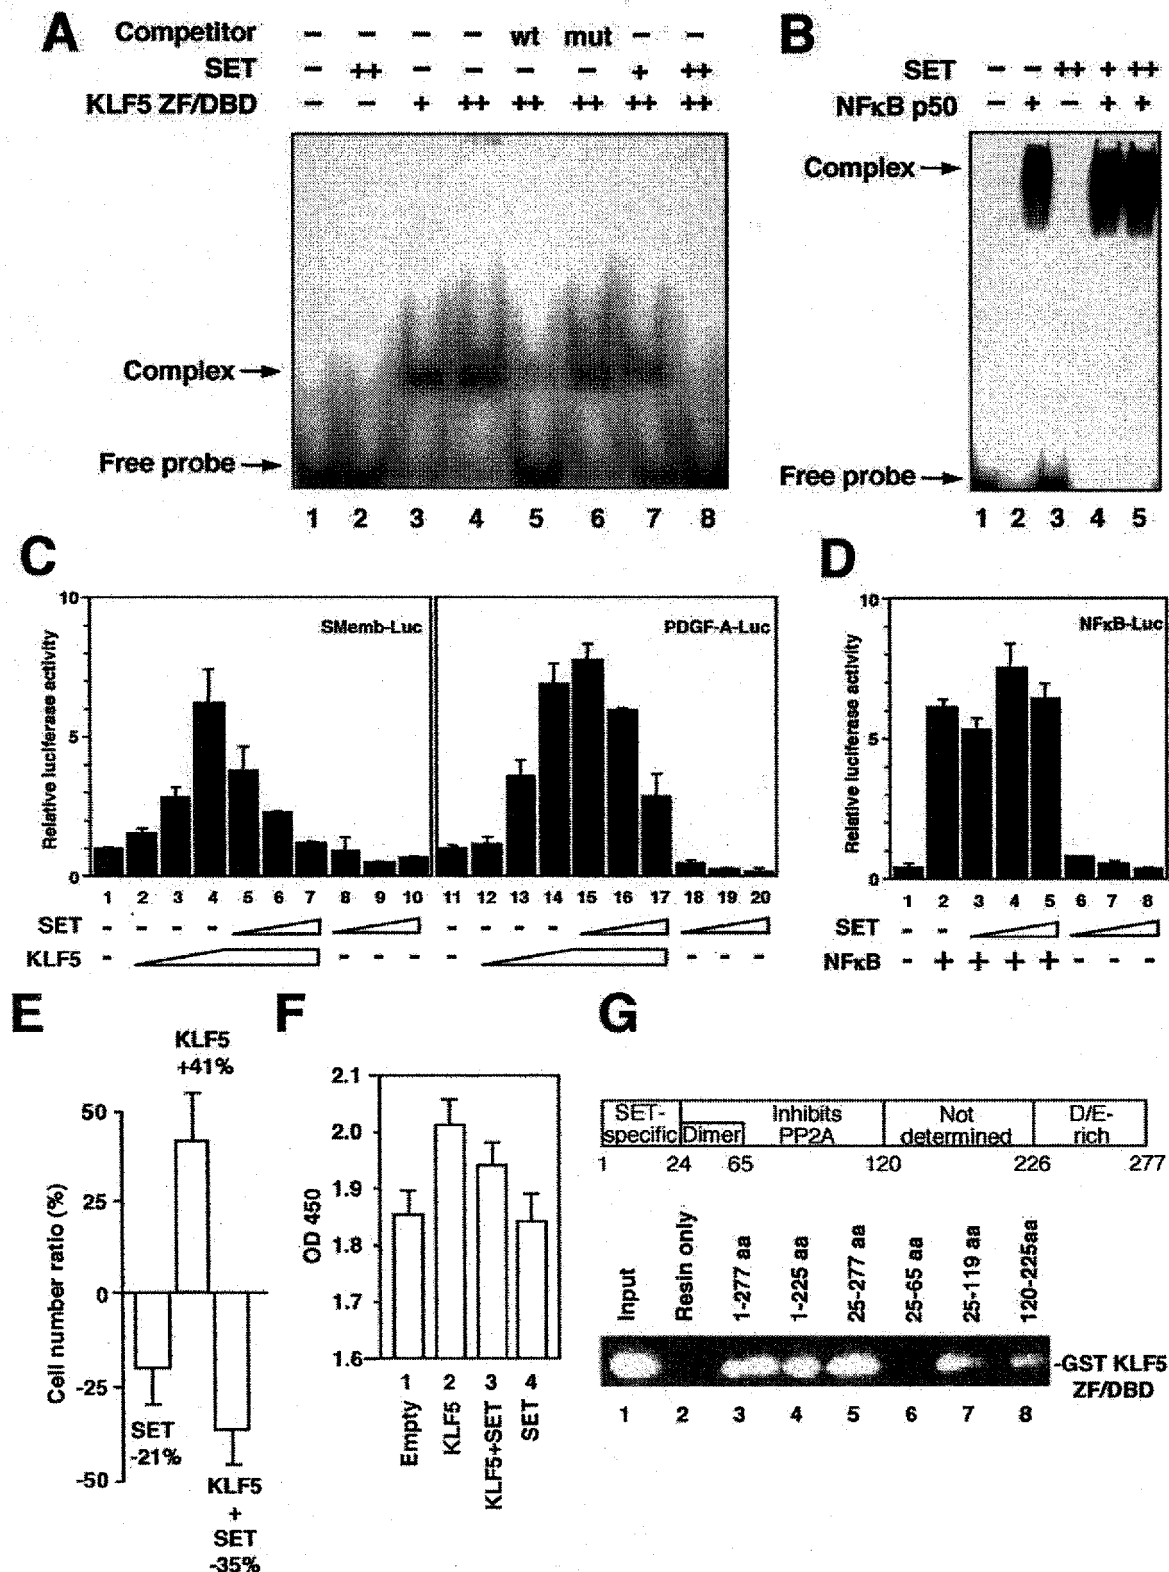 A
Competitor – – – – wt mut – –
SET – ++ – – – – + ++
KLF5 ZF/DBD – – + ++ ++ ++ ++ ++
Complex
Free probe
1 2 3 4 5 6 7 8
B
SET – – ++ + ++
NFκB p50 – + – + +
Complex
Free probe
1 2 3 4 5
C
Relative luciferase activity
10
5
0
SMemb-Luc
PDGF-A-Luc
1 2 3 4 5 6 7 8 9 10 11 12 13 14 15 16 17 18 19 20
SET - - - - - - - -
KLF5 - - - - - - - -
D
Relative luciferase activity
10
5
0
NFκB-Luc
1 2 3 4 5 6 7 8
SET - -
NFκB - + + + + - - -
E
Cell number ratio (%)
50
25
0
-25
-50
KLF5
+41%
SET
-21%
KLF5
+
SET
-35%
F
OD 450
2.1
2.0
1.9
1.8
1.7
1.6
1 2 3 4
Empty
KLF5
KLF5+SET
SET
G
SET-
specific
Dimer
Inhibits
PP2A
Not
determined
D/E-
rich
1 24 65 120 226 277
Input
Resin only
1-277 aa
1-225 aa
25-277 aa
25-65 aa
25-119 aa
120-225aa
-GST KLF5
ZF/DBD
1 2 3 4 5 6 7 8